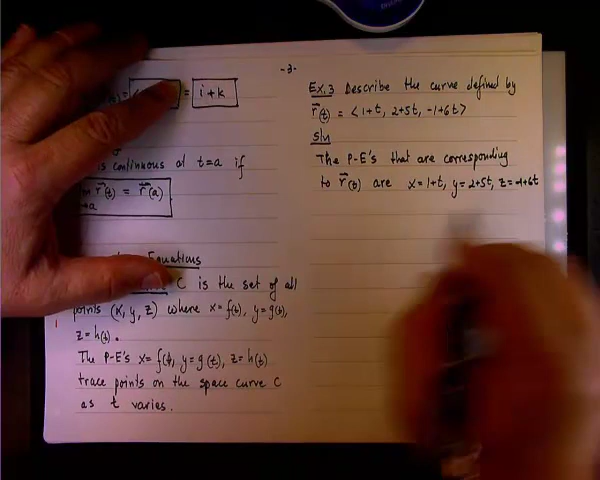 -3-
= i+k
is continuous at t=a if
r(t) = r(a)
Equations
C is the set of all
points (x, y, z) where x=f(t), y=g(t),
z=h(t).
The P-E's x=f(t), y=g(t), z=h(t)
trace points on the space curve C
as t varies.
Ex.3 Describe the curve defined by
r(t) = <1+t, 2+5t, -1+6t>
sln
The P-E's that are corresponding
to r(t) are x=1+t, y=2+5t, z=-1+6t